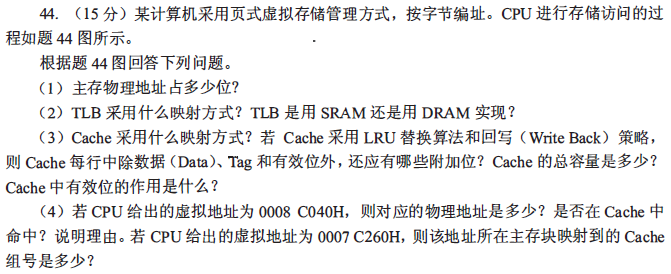 44.（15 分）某计算机采用页式虚拟存储管理方式，按字节编址。CPU 进行存储访问的过
程如题 44 图所示。
根据题 44 图回答下列问题。
（1）主存物理地址占多少位？
（2）TLB 采用什么映射方式？TLB 是用 SRAM 还是用 DRAM 实现？
（3）Cache 采用什么映射方式？若 Cache 采用 LRU 替换算法和回写（Write Back）策略，
则 Cache 每行中除数据（Data）、Tag 和有效位外，还应有哪些附加位？Cache 的总容量是多少？
Cache 中有效位的作用是什么？
（4）若 CPU 给出的虚拟地址为 0008 C040H，则对应的物理地址是多少？是否在 Cache 中
命中？说明理由。若 CPU 给出的虚拟地址为 0007 C260H，则该地址所在主存块映射到的 Cache
组号是多少？